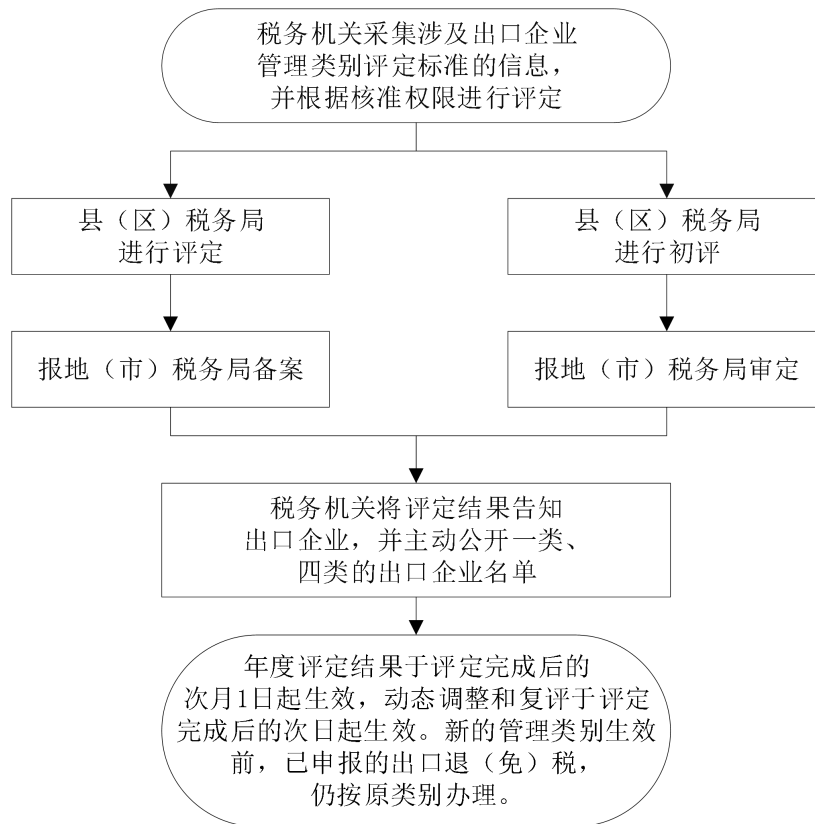 税务机关采集涉及出口企业
管理类别评定标准的信息，
并根据核准权限进行评定
县（区）税务局
进行评定
县（区）税务局
进行初评
报地（市）税务局备案
报地（市）税务局审定
税务机关将评定结果告知
出口企业，并主动公开一类、
四类的出口企业名单
年度评定结果于评定完成后的
次月1日起生效，动态调整和复评于评定
完成后的次日起生效。新的管理类别生效
前，已申报的出口退（免）税，
仍按原类别办理。